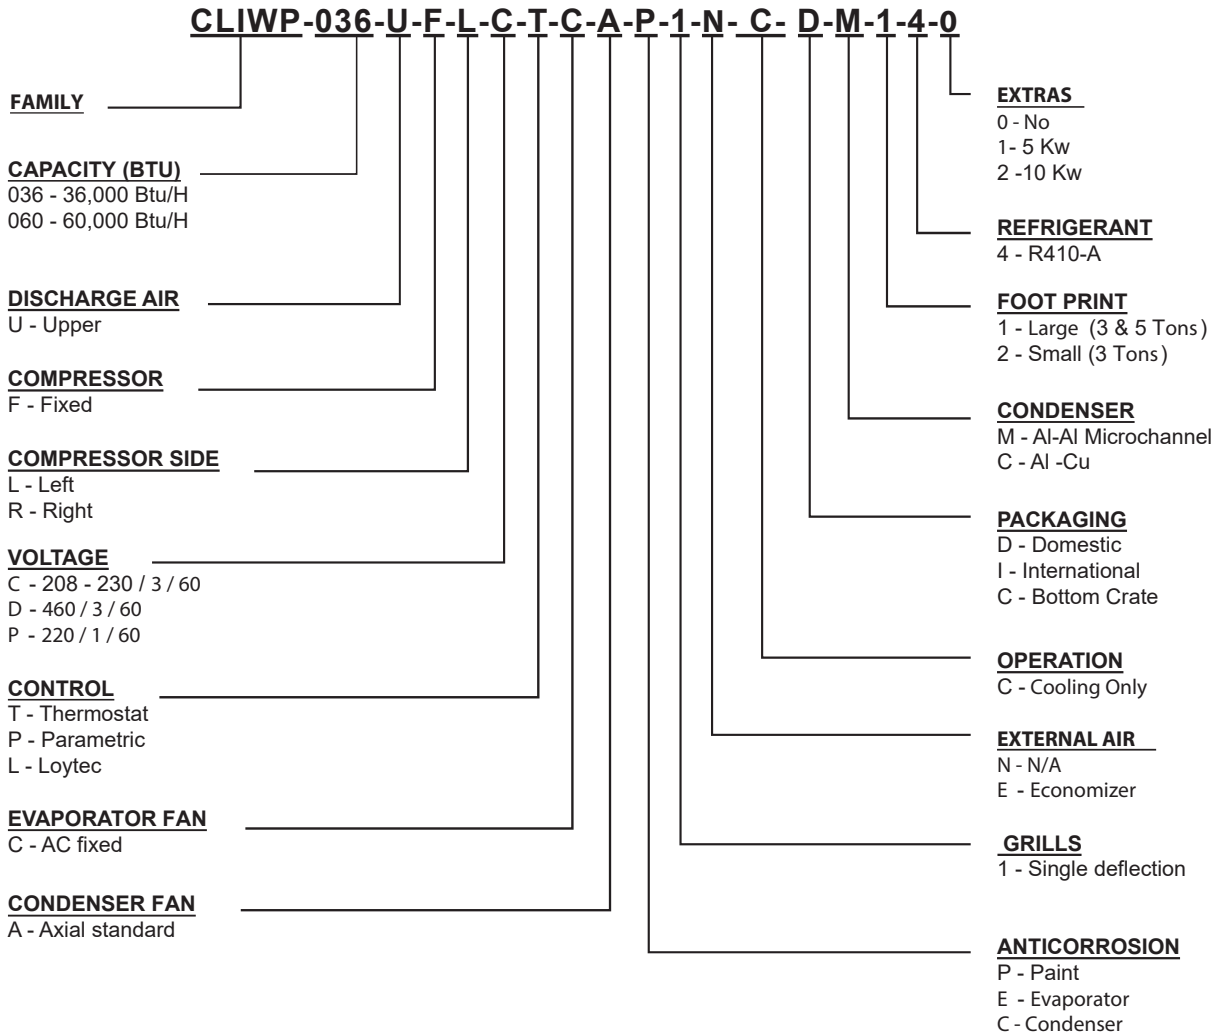 CLIWP-036-U-F-L-C-T-C-A-P-1-N- C- D-M-1-4-0
FAMILY
CAPACITY (BTU)
036 - 36,000 Btu/H
060 - 60,000 Btu/H
DISCHARGE AIR
U - Upper
COMPRESSOR
F - Fixed
COMPRESSOR SIDE
L - Left
R - Right
VOLTAGE
C - 208 - 230 / 3 / 60
D - 460 / 3 / 60
P - 220 / 1 / 60
CONTROL
T - Thermostat
P - Parametric
L - Loytec
EVAPORATOR FAN
C - AC fixed
CONDENSER FAN
A - Axial standard
EXTRAS
0 - No
1- 5 Kw
2 -10 Kw
REFRIGERANT
4 - R410-A
FOOT PRINT
1 - Large (3 & 5 Tons)
2 - Small (3 Tons)
CONDENSER
M - Al-Al Microchannel
C - Al -Cu
PACKAGING
D - Domestic
I - International
C - Bottom Crate
OPERATION
C - Cooling Only
EXTERNAL AIR
N - N/A
E - Economizer
GRILLS
1 - Single deflection
ANTICORROSION
P - Paint
E - Evaporator
C - Condenser